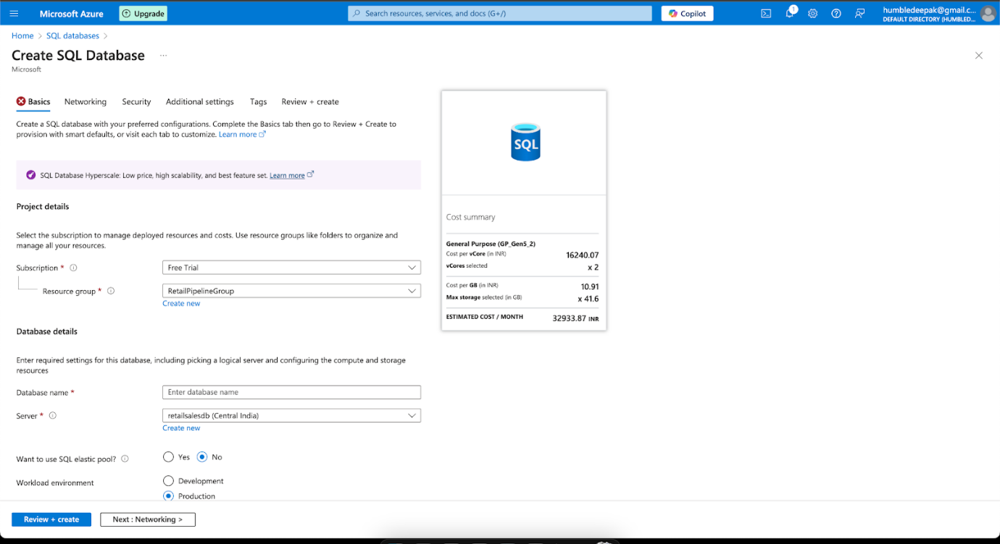 Microsoft Azure
Upgrade
Search resources, services, and docs (G+/)
Copilot
1
humbledeepak@gmail.c...
DEFAULT DIRECTORY (HUMBLED...
Home > SQL databases >
Create SQL Database ...
Microsoft
Basics Networking Security Additional settings Tags Review + create
Create a SQL database with your preferred configurations. Complete the Basics tab then go to Review + Create to
provision with smart defaults, or visit each tab to customize. Learn more
SQL Database Hyperscale: Low price, high scalability, and best feature set. Learn more
Project details
Select the subscription to manage deployed resources and costs. Use resource groups like folders to organize and
manage all your resources.
Subscription *
Free Trial
Resource group *
RetailPipelineGroup
Create new
Database details
Enter required settings for this database, including picking a logical server and configuring the compute and storage
resources
Database name *
Enter database name
Server *
retailsalesdb (Central India)
Create new
Want to use SQL elastic pool?
Yes No
Workload environment
Development
Production
Review + create
Next : Networking >
SQL
Cost summary
General Purpose (GP_Gen5_2)
Cost per vCore (in INR) 16240.07
vCores selected x 2
Cost per GB (in INR) 10.91
Max storage selected (in GB) x 41.6
ESTIMATED COST / MONTH 32933.87 INR